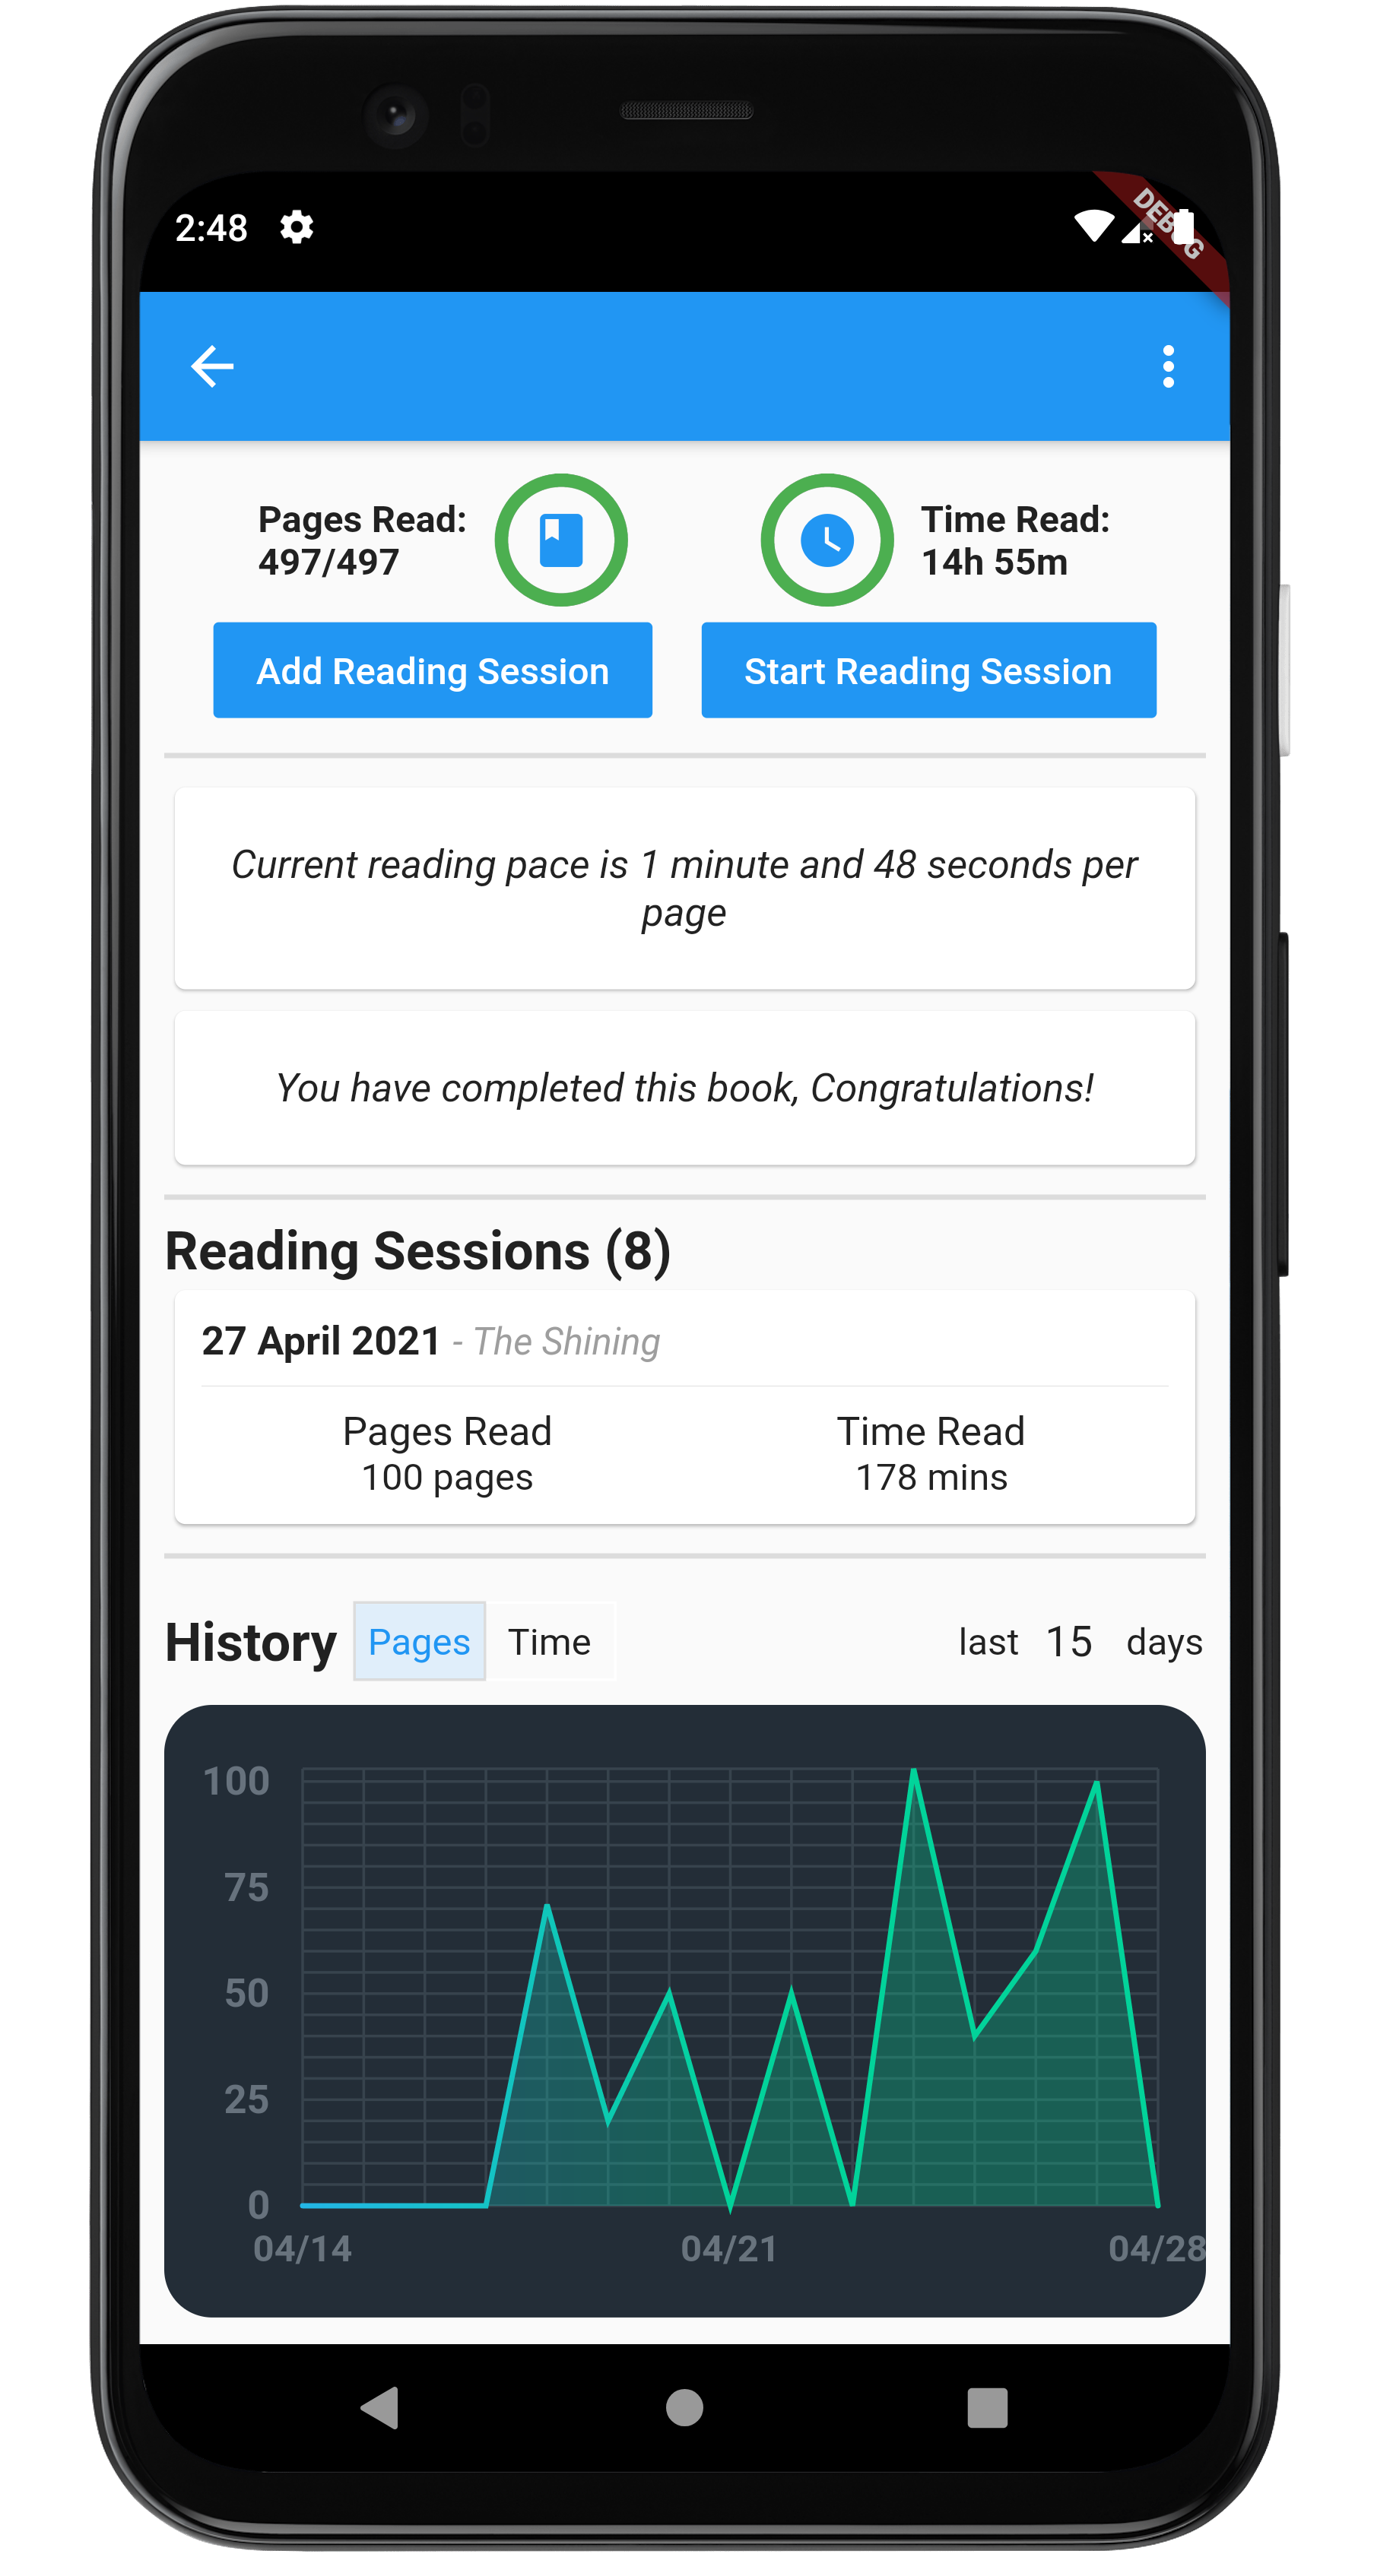 2:48
DEBUG
Pages Read:
497/497
Time Read:
14h 55m
Add Reading Session
Start Reading Session
Current reading pace is 1 minute and 48 seconds per
page
You have completed this book, Congratulations!
Reading Sessions (8)
27 April 2021 - The Shining
Pages Read
100 pages
Time Read
178 mins
History Pages Time last 15 days
100
75
50
25
0
04/14 04/21 04/28